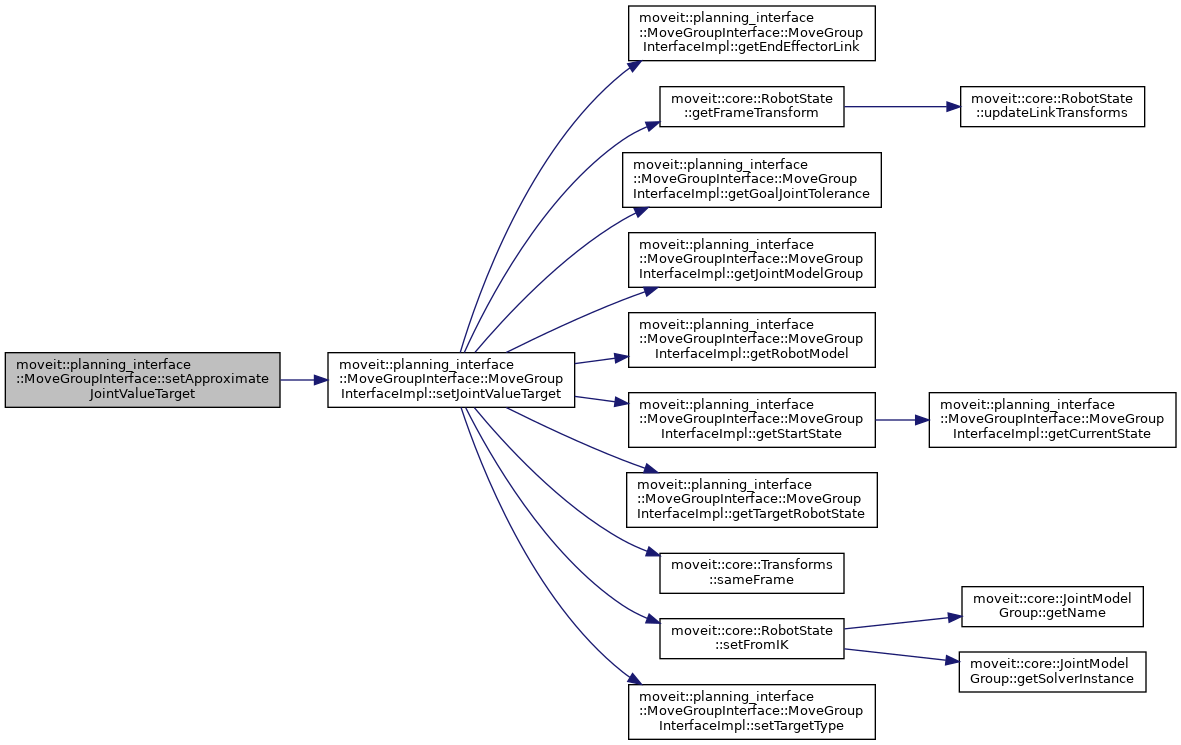 moveit::planning_interface
::MoveGroupInterface::setApproximate
JointValueTarget
moveit::planning_interface
::MoveGroupInterface::MoveGroup
InterfaceImpl::setJointValueTarget
moveit::planning_interface
::MoveGroupInterface::MoveGroup
InterfaceImpl::getEndEffectorLink
moveit::core::RobotState
::getFrameTransform
moveit::core::RobotState
::updateLinkTransforms
moveit::planning_interface
::MoveGroupInterface::MoveGroup
InterfaceImpl::getGoalJointTolerance
moveit::planning_interface
::MoveGroupInterface::MoveGroup
InterfaceImpl::getJointModelGroup
moveit::planning_interface
::MoveGroupInterface::MoveGroup
InterfaceImpl::getRobotModel
moveit::planning_interface
::MoveGroupInterface::MoveGroup
InterfaceImpl::getStartState
moveit::planning_interface
::MoveGroupInterface::MoveGroup
InterfaceImpl::getCurrentState
moveit::planning_interface
::MoveGroupInterface::MoveGroup
InterfaceImpl::getTargetRobotState
moveit::core::Transforms
::sameFrame
moveit::core::RobotState
::setFromIK
moveit::core::JointModel
Group::getName
moveit::core::JointModel
Group::getSolverInstance
moveit::planning_interface
::MoveGroupInterface::MoveGroup
InterfaceImpl::setTargetType